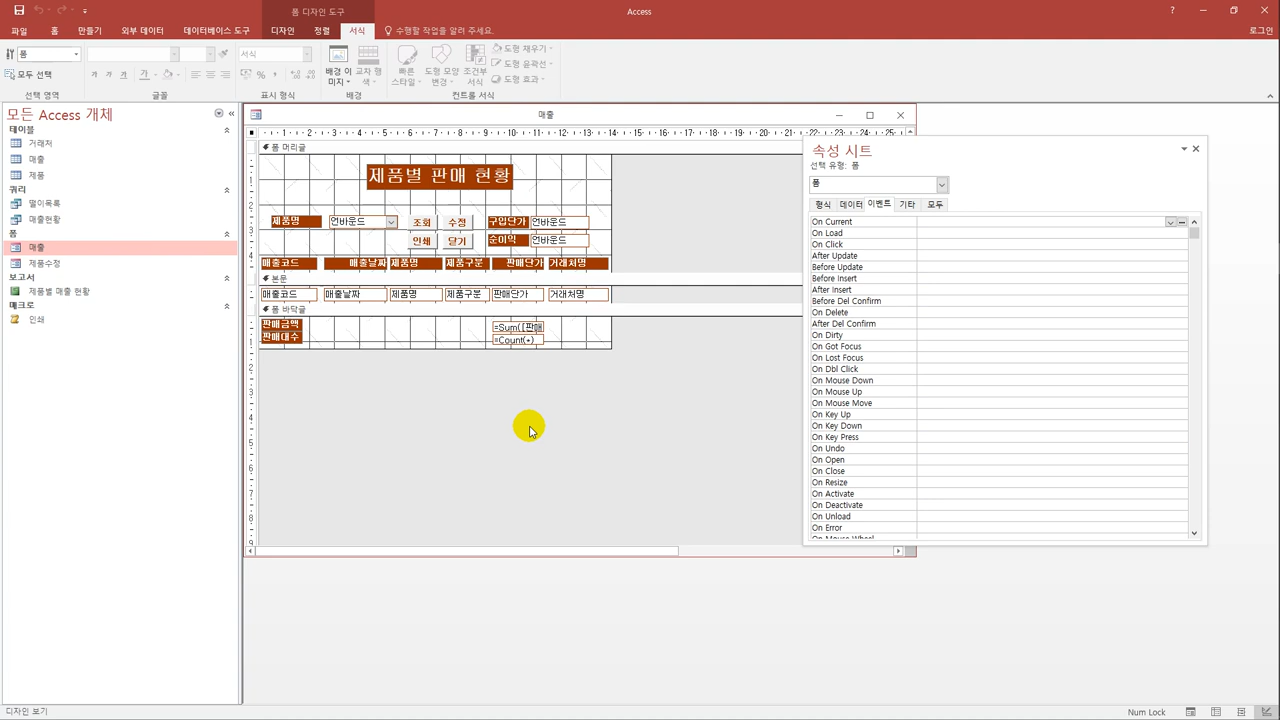 폼 디자인 도구
Access
파일
홈
만들기
외부 데이터
데이터베이스 도구
디자인
정렬
서식
수행할 작업을 알려 주세요.
로그인
폼
모두 선택
선택 영역
가 가 가
글꼴
서식
표시 형식
배경 이미지
교차 행 색
배경
빠른 스타일
도형 모양 변경
조건부 서식
도형 채우기
도형 윤곽선
도형 효과
컨트롤 서식
모든 Access 개체
테이블
거래처
매출
제품
쿼리
떨이목록
매출현황
폼
매출
제품수정
보고서
제품별 매출 현황
매크로
인쇄
매출
폼 머리글
제품별 판매 현황
제품명 언바운드 조회 수정 구입단가 언바운드
인쇄 닫기 순이익 언바운드
매출코드 매출날짜 제품명 제품구분 판매단가 거래처명
본문
매출코드 매출날짜 제품명 제품구분 판매단가 거래처명
폼 바닥글
판매금액 =Sum([판매
판매대수 =Count(*)
속성 시트
선택 유형: 폼
폼
형식 데이터 이벤트 기타 모두
On Current
On Load
On Click
After Update
Before Update
Before Insert
After Insert
Before Del Confirm
On Delete
After Del Confirm
On Dirty
On Got Focus
On Lost Focus
On Dbl Click
On Mouse Down
On Mouse Up
On Mouse Move
On Key Up
On Key Down
On Key Press
On Undo
On Open
On Close
On Resize
On Activate
On Deactivate
On Unload
On Error
On Mouse Wheel
디자인 보기
Num Lock